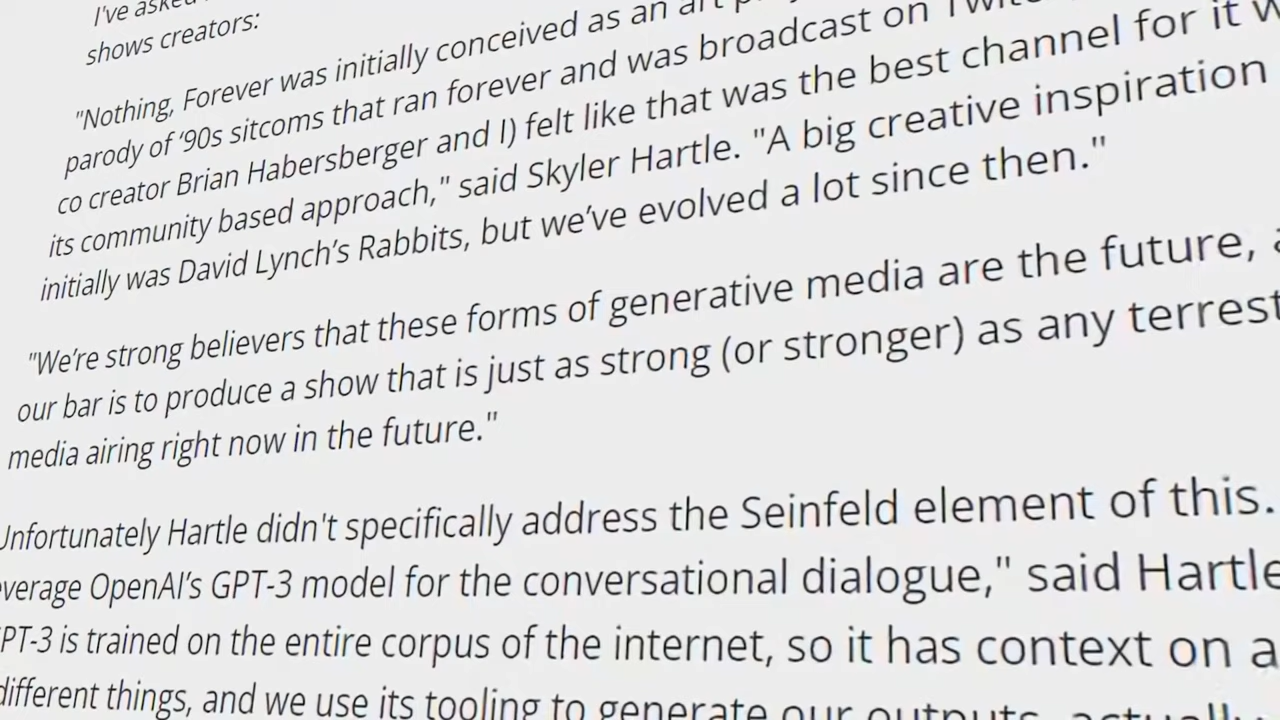 I've asked
shows creators:
"Nothing, Forever was initially conceived as an art
parody of '90s sitcoms that ran forever and was broadcast on
co creator Brian Habersberger and I) felt like that was the best channel for it
its community based approach," said Skyler Hartle. "A big creative inspiration
initially was David Lynch's Rabbits, but we've evolved a lot since then."
"We're strong believers that these forms of generative media are the future,
our bar is to produce a show that is just as strong (or stronger) as any terrest
media airing right now in the future."
Unfortunately Hartle didn't specifically address the Seinfeld element of this.
everage OpenAI's GPT-3 model for the conversational dialogue," said Hartle
PT-3 is trained on the entire corpus of the internet, so it has context on a
different things, and we use its tooling to generate our outputs, actually